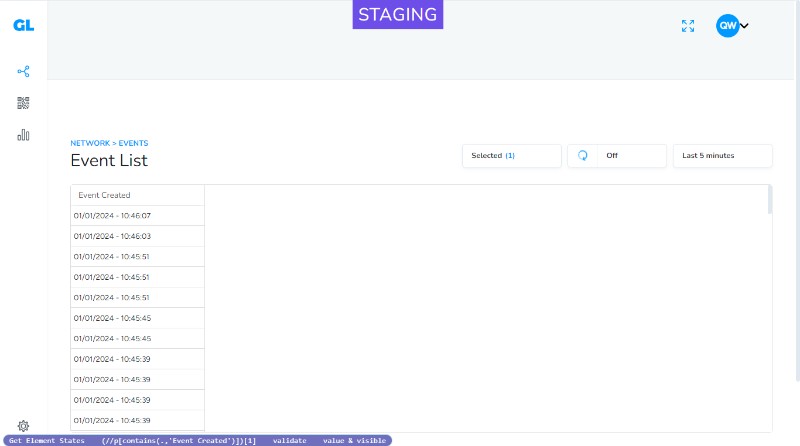 STAGING
GL
QW
NETWORK > EVENTS
Event List
Selected (1)
Off
Last 5 minutes
Event Created
01/01/2024 - 10:46:07
01/01/2024 - 10:46:03
01/01/2024 - 10:45:51
01/01/2024 - 10:45:51
01/01/2024 - 10:45:51
01/01/2024 - 10:45:45
01/01/2024 - 10:45:45
01/01/2024 - 10:45:39
01/01/2024 - 10:45:39
01/01/2024 - 10:45:39
01/01/2024 - 10:45:39
Get Element States (//p[contains(.,'Event Created')])[1] validate value & visible